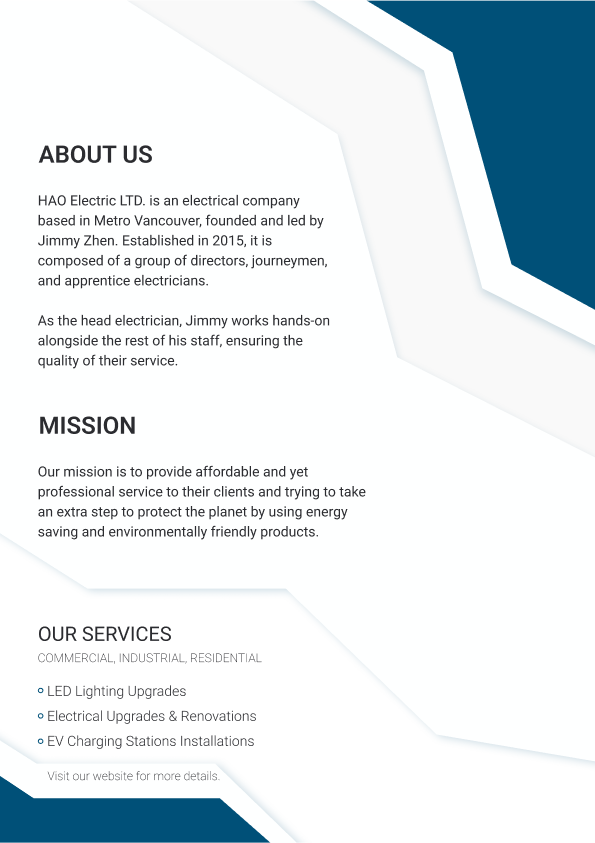 ABOUT US
HAO Electric LTD. is an electrical company
based in Metro Vancouver, founded and led by
Jimmy Zhen. Established in 2015, it is
composed of a group of directors, journeymen,
and apprentice electricians.
As the head electrician, Jimmy works hands-on
alongside the rest of his staff, ensuring the
quality of their service.
MISSION
Our mission is to provide affordable and yet
professional service to their clients and trying to take
an extra step to protect the planet by using energy
saving and environmentally friendly products.
OUR SERVICES
COMMERCIAL, INDUSTRIAL, RESIDENTIAL
LED Lighting Upgrades
Electrical Upgrades & Renovations
EV Charging Stations Installations
Visit our website for more details.